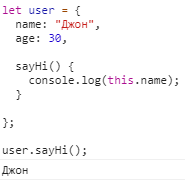 let user = {
  name: "Джон",
  age: 30,

  sayHi() {
    console.log(this.name);
  }

};

user.sayHi();
Джон